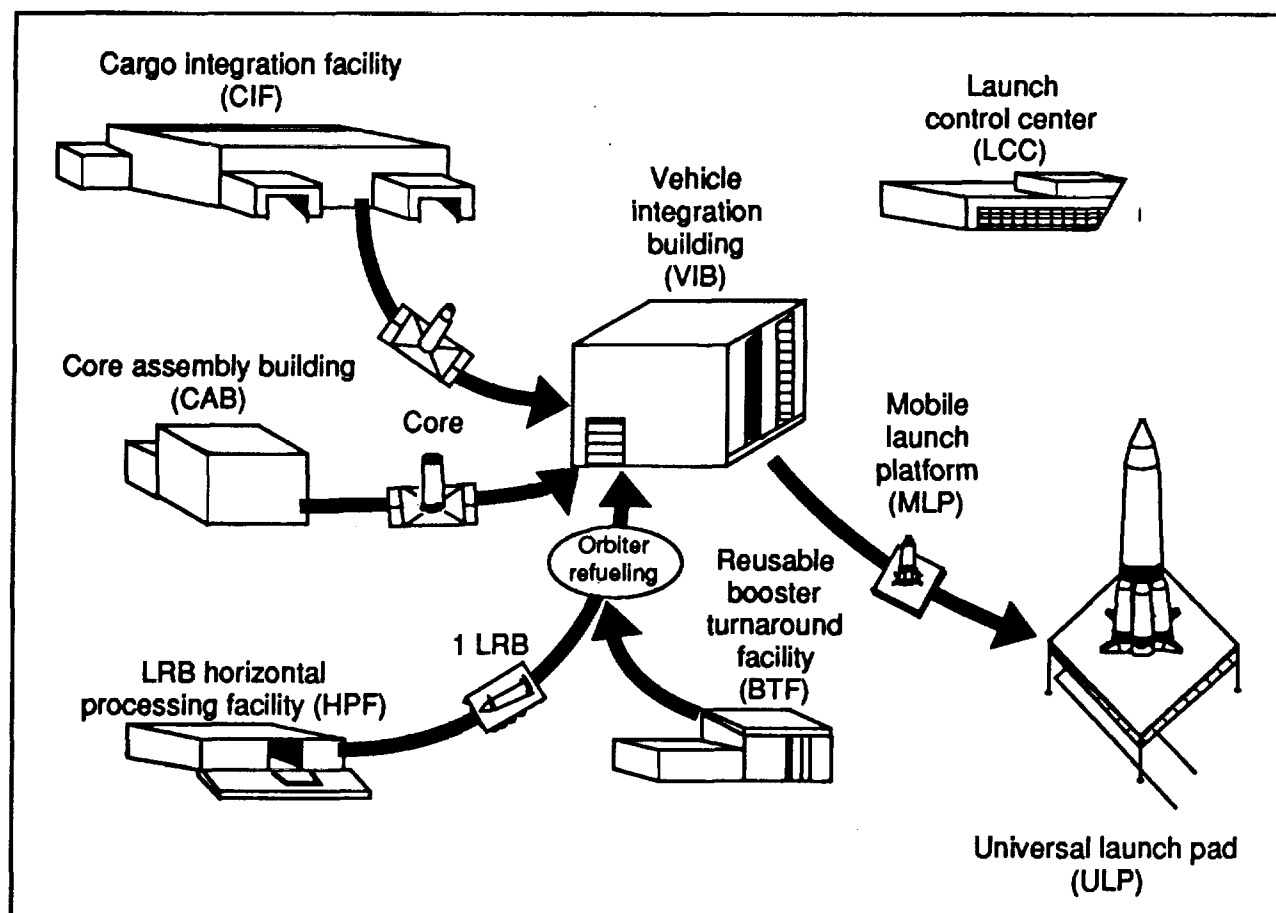 Cargo integration facility
(CIF)
Launch
control center
(LCC)
Vehicle
integration
building
(VIB)
Core assembly building
(CAB)
Core
Mobile
launch
platform
(MLP)
Orbiter
refueling
Reusable
booster
turnaround
facility
(BTF)
1 LRB
LRB horizontal
processing facility (HPF)
Universal launch pad
(ULP)